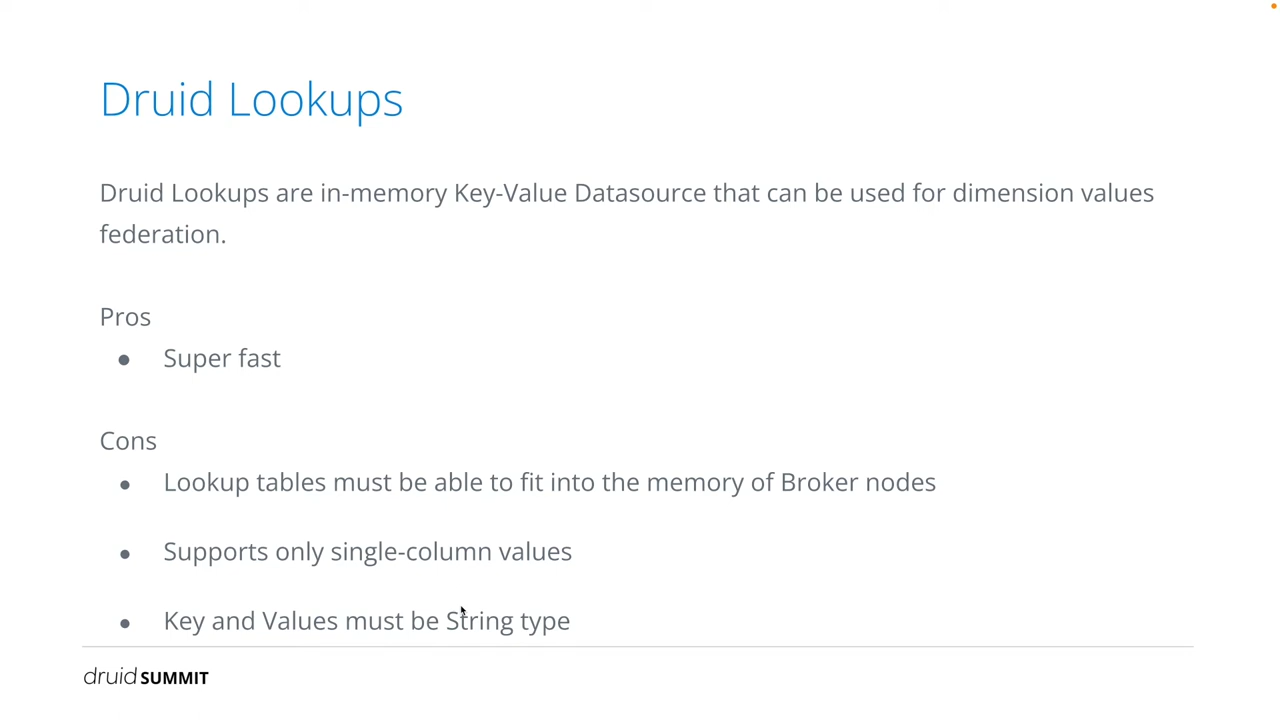 Druid Lookups
Druid Lookups are in-memory Key-Value Datasource that can be used for dimension values
federation.
Pros
● Super fast
Cons
● Lookup tables must be able to fit into the memory of Broker nodes
● Supports only single-column values
● Key and Values must be String type
druid SUMMIT